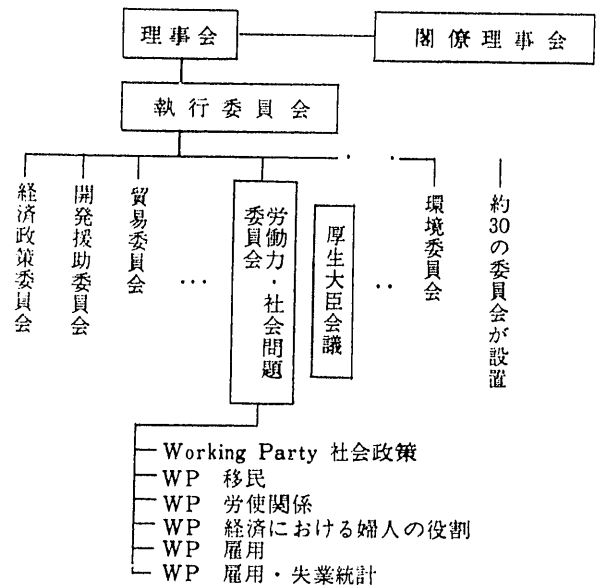 理事会
閣僚理事会
執行委員会
経済政策委員会
開発援助委員会
貿易委員会
…
労働力・社会問題
委員会
厚生大臣会議
‥
環境委員会
約30の委員会が設置
Working Party 社会政策
WP 移民
WP 労使関係
WP 経済における婦人の役割
WP 雇用
WP 雇用・失業統計